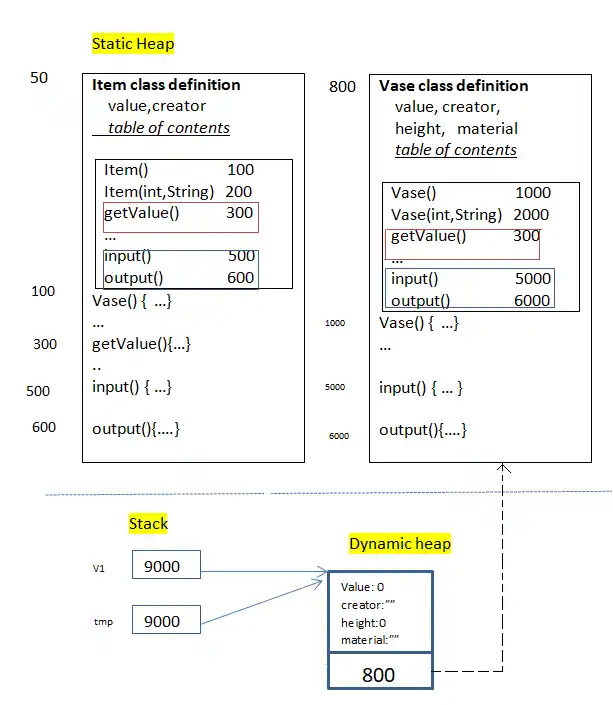 Static Heap
50
Item class definition
value,creator
table of contents
Item() 100
Item(int,String) 200
getValue() 300
...
input() 500
output() 600
100
Vase() { ...}
...
300
getValue(){...}
..
500
input() { ...}
600
output(){....}
800
Vase class definition
value, creator,
height, material
table of contents
Vase() 1000
Vase(int,String) 2000
getValue() 300
...
input() 5000
output() 6000
1000
Vase() { ...}
...
5000
input() { ... }
6000
output(){....}
Stack
V1
9000
tmp
9000
Dynamic heap
Value: 0
creator:””
height:0
material:””
800